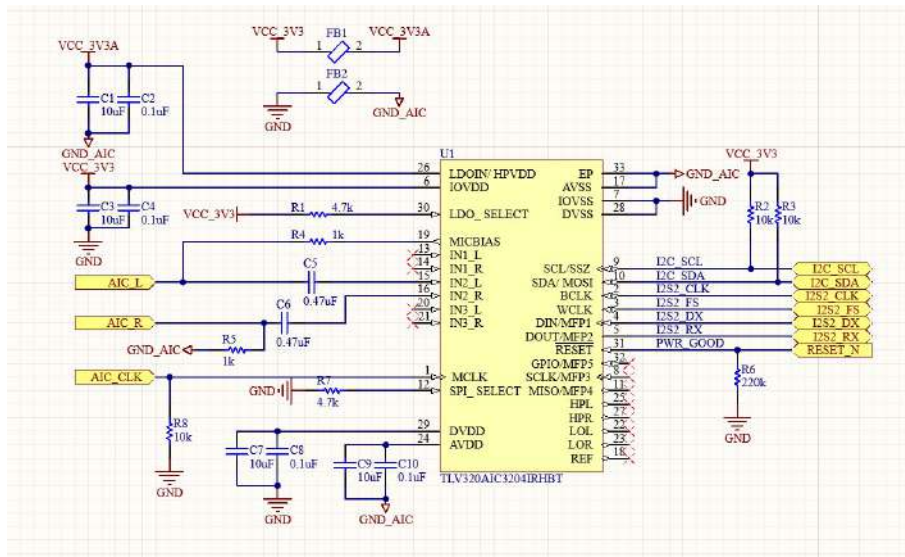 VCC_3V3 FB1 VCC_3V3A
1 2
VCC_3V3A
FB2
1 2
GND GND_AIC
C1 C2
10uF 0.1uF
GND_AIC
VCC_3V3
C3 C4
10uF 0.1uF
GND
U1
26 LDOIN/ HPVDD
6 IOVDD
VCC_3V3 R1 4.7k 30 LDO_ SELECT
R4 1k 19 MICBIAS
13 IN1_L
14 IN1_R
AIC_L C5 0.47uF 15 IN2_L
16 IN2_R
20 IN3_L
21 IN3_R
AIC_R C6 0.47uF
GND_AIC R5 1k
AIC_CLK 1 MCLK
GND R7 4.7k 12 SPI_ SELECT
R8
10k
GND
29 DVDD
24 AVDD
C7 C8
10uF 0.1uF
GND
C9 C10
10uF 0.1uF
GND_AIC
EP 33 GND_AIC
AVSS 17
IOVSS 7 GND
DVSS 28
VCC_3V3
R2 R3
10k 10k
SCL/SSZ 9 I2C_SCL I2C_SCL
SDA/ MOSI 10 I2C_SDA I2C_SDA
BCLK 2 I2S2_CLK I2S2_CLK
WCLK 3 I2S2_FS I2S2_FS
DIN/MFP1 4 I2S2_DX I2S2_DX
DOUT/MFP2 5 I2S2_RX I2S2_RX
RESET 31 PWR_GOOD RESET_N
GPIO/MFP5 32
SCLK/MFP3 8
MISO/MFP4 11
HPL 25
HPR 27
LOL 22
LOR 23
REF 18
R6
220k
GND
TLV320AIC3204IRHBT